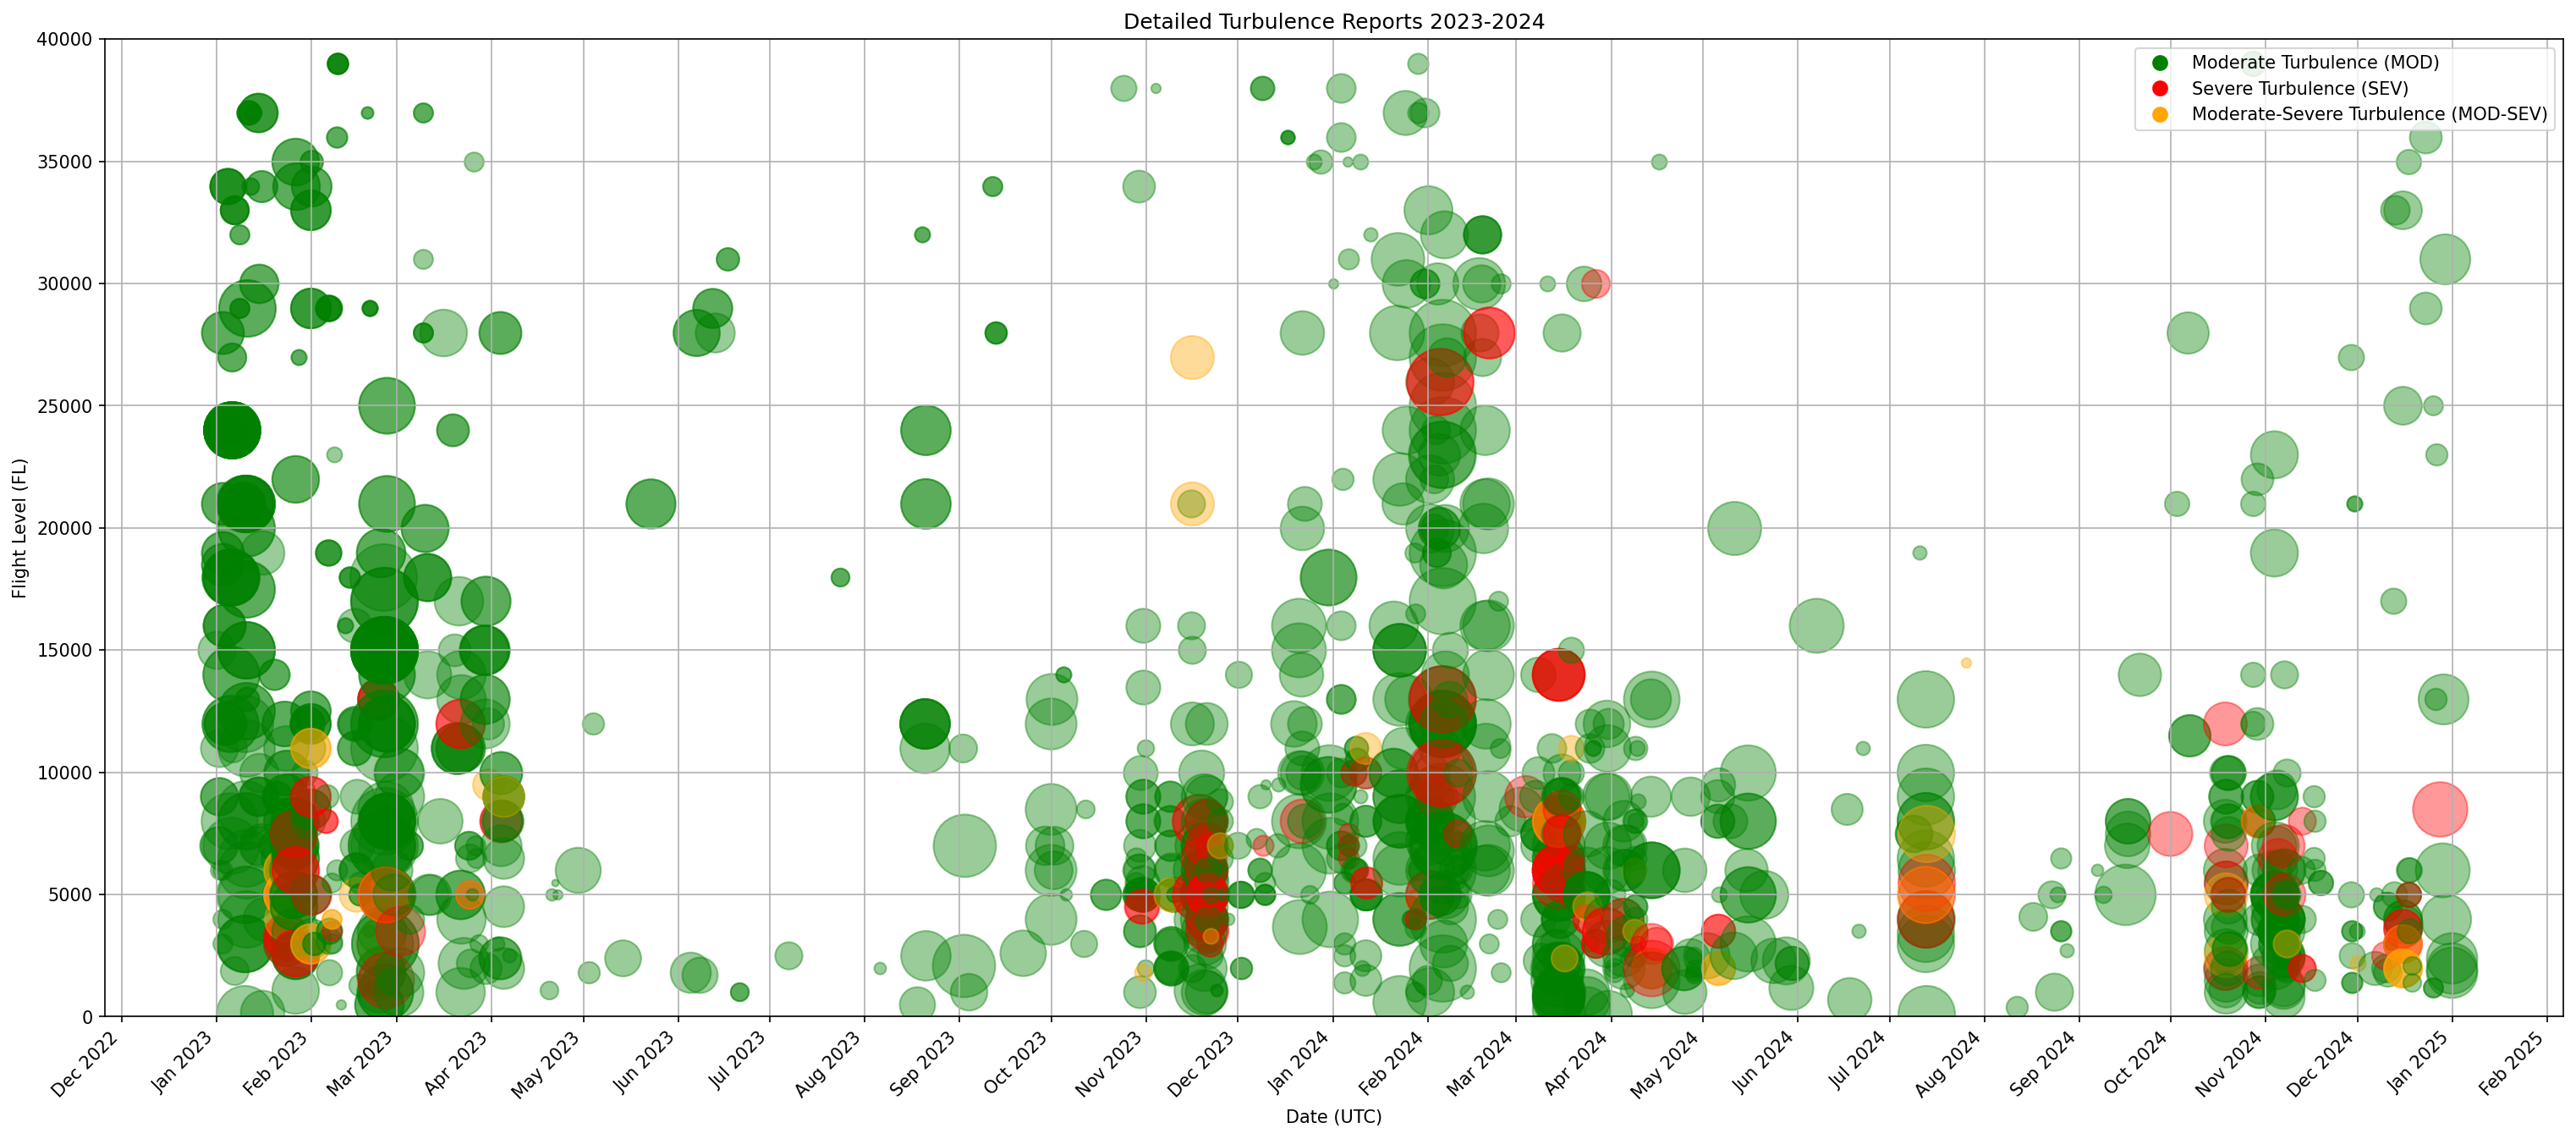 Detailed Turbulence Reports 2023-2024
40000
35000
30000
25000
20000
15000
10000
5000
0
Flight Level (FL)
Moderate Turbulence (MOD)
Severe Turbulence (SEV)
Moderate-Severe Turbulence (MOD-SEV)
Dec 2022
Jan 2023
Feb 2023
Mar 2023
Apr 2023
May 2023
Jun 2023
Jul 2023
Aug 2023
Sep 2023
Oct 2023
Nov 2023
Dec 2023
Jan 2024
Feb 2024
Mar 2024
Apr 2024
May 2024
Jun 2024
Jul 2024
Aug 2024
Sep 2024
Oct 2024
Nov 2024
Dec 2024
Jan 2025
Feb 2025
Date (UTC)